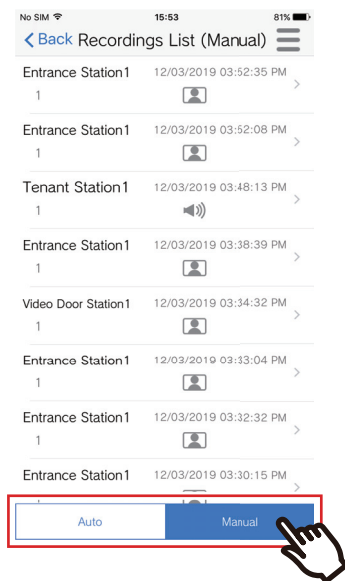 No SIM 15:53 81%
Back Recordings List (Manual)
Entrance Station1 12/03/2019 03:52:35 PM
1
Entrance Station1 12/03/2019 03:52:08 PM
1
Tenant Station1 12/03/2019 03:48:13 PM
1
Entrance Station1 12/03/2019 03:38:39 PM
1
Video Door Station1 12/03/2019 03:34:32 PM
1
Entrance Station1 12/03/2019 03:33:04 PM
1
Entrance Station1 12/03/2019 03:32:32 PM
1
Entrance Station1 12/03/2019 03:30:15 PM
Auto Manual